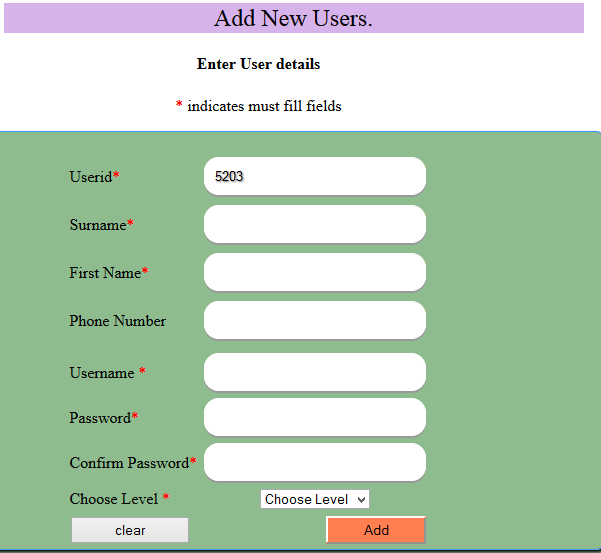 Add New Users.
Enter User details
* indicates must fill fields
Userid* 5203
Surname*
First Name*
Phone Number
Username *
Password*
Confirm Password*
Choose Level * Choose Level
clear Add